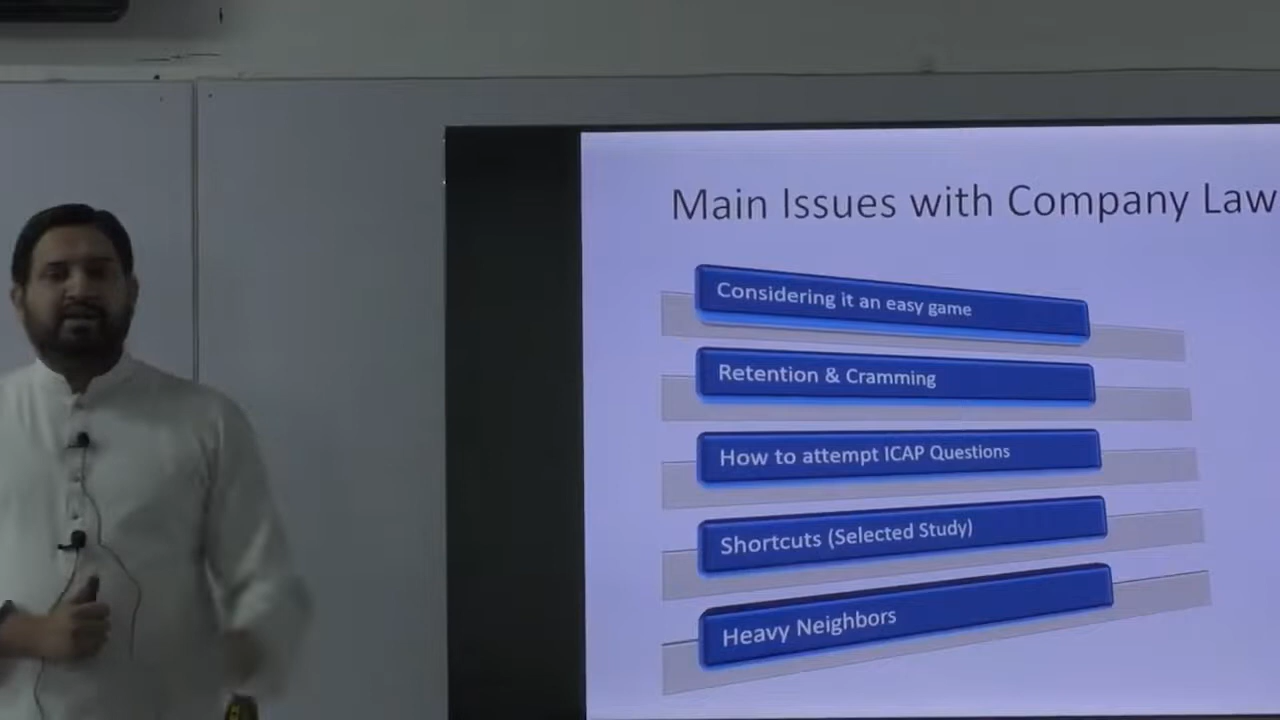 Main Issues with Company Law
Considering it an easy game
Retention & Cramming
How to attempt ICAP Questions
Shortcuts (Selected Study)
Heavy Neighbors